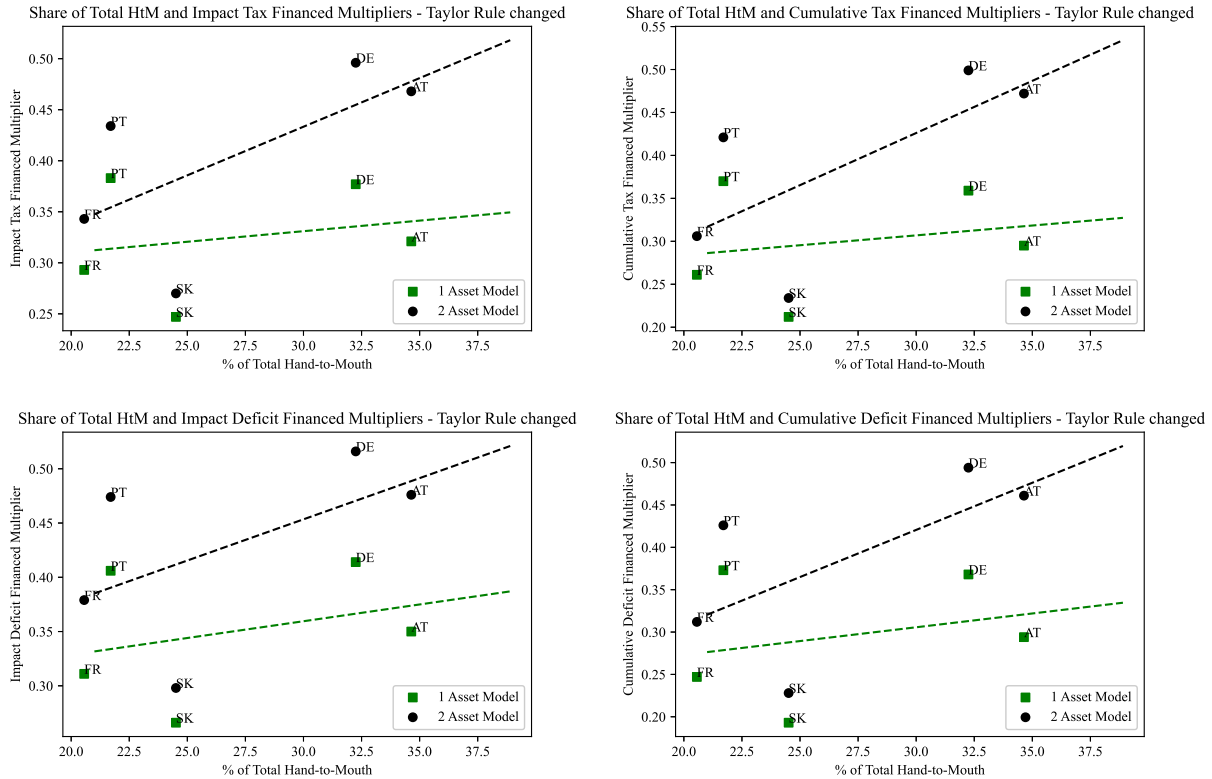 Share of Total HtM and Impact Tax Financed Multipliers - Taylor Rule changed
Impact Tax Financed Multiplier
0.50
0.45
0.40
0.35
0.30
0.25
DE
AT
PT
PT
DE
FR
AT
FR
SK
SK
1 Asset Model
2 Asset Model
20.0 22.5 25.0 27.5 30.0 32.5 35.0 37.5
% of Total Hand-to-Mouth
Share of Total HtM and Cumulative Tax Financed Multipliers - Taylor Rule changed
Cumulative Tax Financed Multiplier
0.55
0.50
0.45
0.40
0.35
0.30
0.25
0.20
DE
AT
PT
PT
DE
FR
AT
FR
SK
SK
1 Asset Model
2 Asset Model
20.0 22.5 25.0 27.5 30.0 32.5 35.0 37.5
% of Total Hand-to-Mouth
Share of Total HtM and Impact Deficit Financed Multipliers - Taylor Rule changed
Impact Deficit Financed Multiplier
0.50
0.45
0.40
0.35
0.30
DE
PT
AT
PT
DE
FR
AT
FR
SK
SK
1 Asset Model
2 Asset Model
20.0 22.5 25.0 27.5 30.0 32.5 35.0 37.5
% of Total Hand-to-Mouth
Share of Total HtM and Cumulative Deficit Financed Multipliers - Taylor Rule changed
Cumulative Deficit Financed Multiplier
0.50
0.45
0.40
0.35
0.30
0.25
0.20
DE
AT
PT
PT
DE
FR
AT
FR
SK
SK
1 Asset Model
2 Asset Model
20.0 22.5 25.0 27.5 30.0 32.5 35.0 37.5
% of Total Hand-to-Mouth